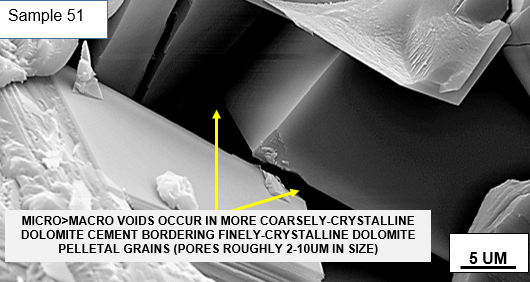 Sample 51
MICRO>MACRO VOIDS OCCUR IN MORE COARSELY-CRYSTALLINE
DOLOMITE CEMENT BORDERING FINELY-CRYSTALLINE DOLOMITE
PELLETAL GRAINS (PORES ROUGHLY 2-10UM IN SIZE)
5 UM